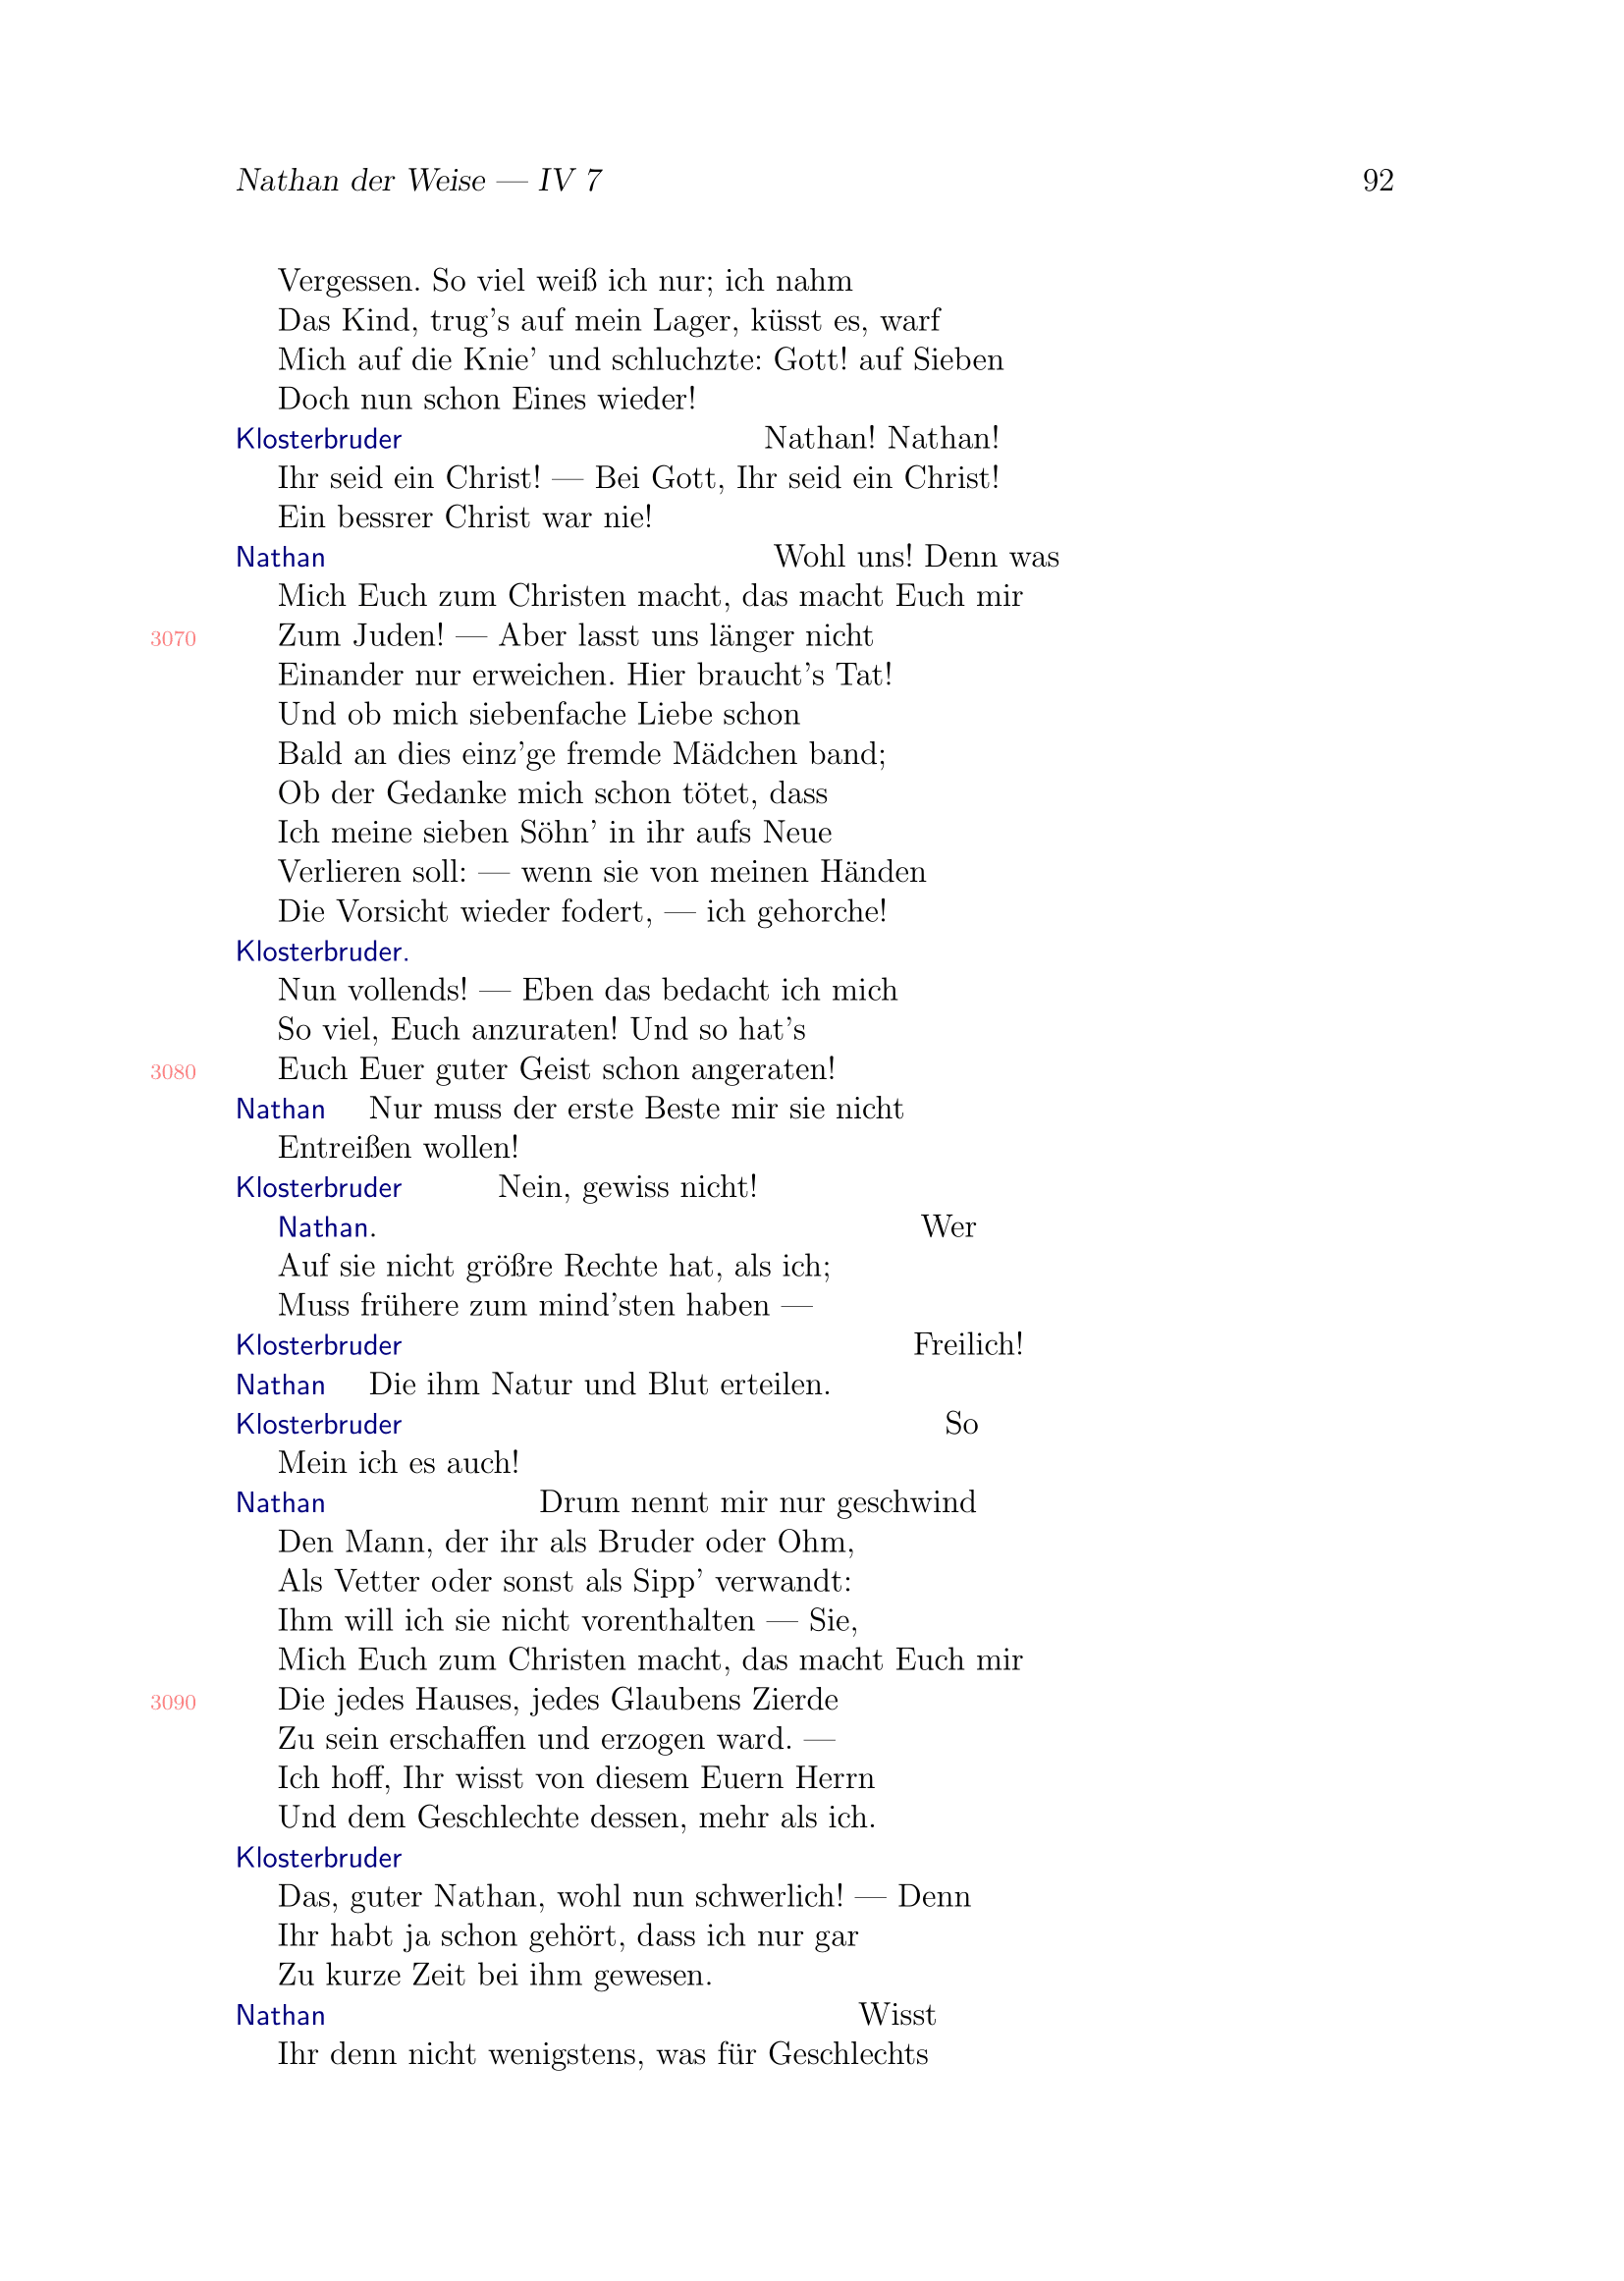 Nathan der Weise — IV 7 92
Vergessen. So viel weiß ich nur; ich nahm
Das Kind, trug's auf mein Lager, küsst es, warf
Mich auf die Knie' und schluchzte: Gott! auf Sieben
Doch nun schon Eines wieder!
Klosterbruder Nathan! Nathan!
Ihr seid ein Christ! — Bei Gott, Ihr seid ein Christ!
Ein bessrer Christ war nie!
Nathan Wohl uns! Denn was
Mich Euch zum Christen macht, das macht Euch mir
3070 Zum Juden! — Aber lasst uns länger nicht
Einander nur erweichen. Hier braucht's Tat!
Und ob mich siebenfache Liebe schon
Bald an dies einz'ge fremde Mädchen band;
Ob der Gedanke mich schon tötet, dass
Ich meine sieben Söhn' in ihr aufs Neue
Verlieren soll: — wenn sie von meinen Händen
Die Vorsicht wieder fodert, — ich gehorche!
Klosterbruder.
Nun vollends! — Eben das bedacht ich mich
So viel, Euch anzuraten! Und so hat's
3080 Euch Euer guter Geist schon angeraten!
Nathan Nur muss der erste Beste mir sie nicht
Entreißen wollen!
Klosterbruder Nein, gewiss nicht!
Nathan. Wer
Auf sie nicht größre Rechte hat, als ich;
Muss frühere zum mind'sten haben —
Klosterbruder Freilich!
Nathan Die ihm Natur und Blut erteilen.
Klosterbruder So
Mein ich es auch!
Nathan Drum nennt mir nur geschwind
Den Mann, der ihr als Bruder oder Ohm,
Als Vetter oder sonst als Sipp' verwandt:
Ihm will ich sie nicht vorenthalten — Sie,
Mich Euch zum Christen macht, das macht Euch mir
3090 Die jedes Hauses, jedes Glaubens Zierde
Zu sein erschaffen und erzogen ward. —
Ich hoff, Ihr wisst von diesem Euern Herrn
Und dem Geschlechte dessen, mehr als ich.
Klosterbruder
Das, guter Nathan, wohl nun schwerlich! — Denn
Ihr habt ja schon gehört, dass ich nur gar
Zu kurze Zeit bei ihm gewesen.
Nathan Wisst
Ihr denn nicht wenigstens, was für Geschlechts